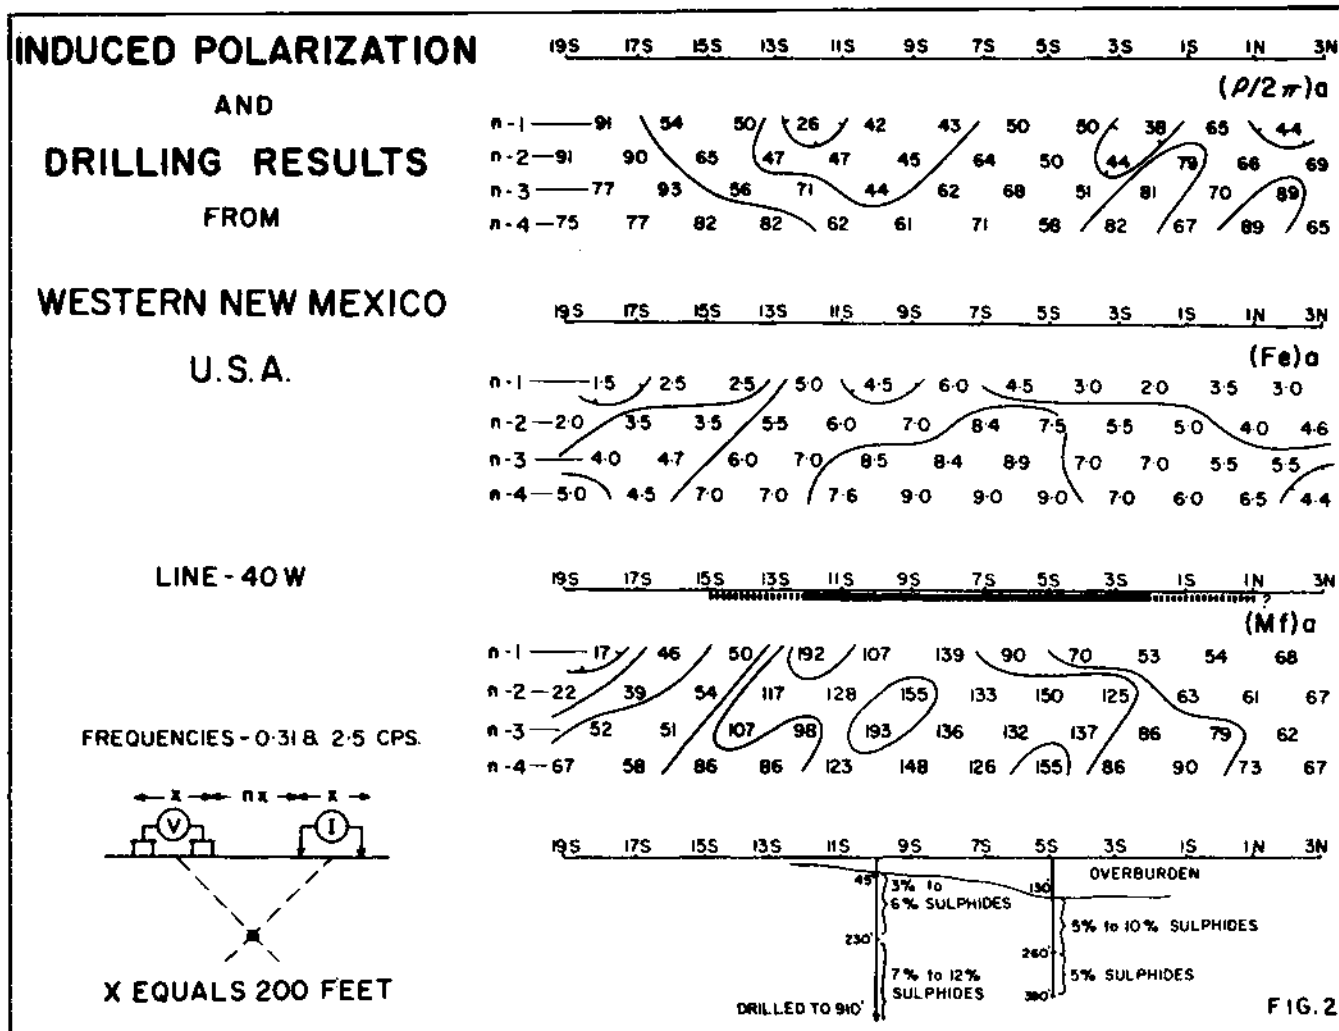 INDUCED POLARIZATION
AND
DRILLING RESULTS
FROM
WESTERN NEW MEXICO
U.S.A.
LINE - 40 W
FREQUENCIES - 0·31 & 2·5 CPS.
x nx x
V I
X EQUALS 200 FEET
19S 17S 15S 13S 11S 9S 7S 5S 3S 1S 1N 3N
(ρ/2π)a
n-1 91 54 50 26 42 43 50 50 38 65 44
n-2 91 90 65 47 47 45 64 50 44 79 66 69
n-3 77 93 56 71 44 62 68 51 81 70 89
n-4 75 77 82 82 62 61 71 58 82 67 89 65
19S 17S 15S 13S 11S 9S 7S 5S 3S 1S 1N 3N
(Fe)a
n-1 1·5 2·5 2·5 5·0 4·5 6·0 4·5 3·0 2·0 3·5 3·0
n-2 2·0 3·5 3·5 5·5 6·0 7·0 8·4 7·5 5·5 5·0 4·0 4·6
n-3 4·0 4·7 6·0 7·0 8·5 8·4 8·9 7·0 7·0 5·5 5·5
n-4 5·0 4·5 7·0 7·0 7·6 9·0 9·0 9·0 7·0 6·0 6·5 4·4
19S 17S 15S 13S 11S 9S 7S 5S 3S 1S 1N 3N
?
(Mf)a
n-1 17 46 50 192 107 139 90 70 53 54 68
n-2 22 39 54 117 128 155 133 150 125 63 61 67
n-3 52 51 107 98 193 136 132 137 86 79 62
n-4 67 58 86 86 123 148 126 155 86 90 73 67
19S 17S 15S 13S 11S 9S 7S 5S 3S 1S 1N 3N
OVERBURDEN
45' 3% to
6% SULPHIDES
130'
5% to 10% SULPHIDES
230'
260'
7% to 12%
SULPHIDES
5% SULPHIDES
380'
DRILLED TO 910'
FIG. 2